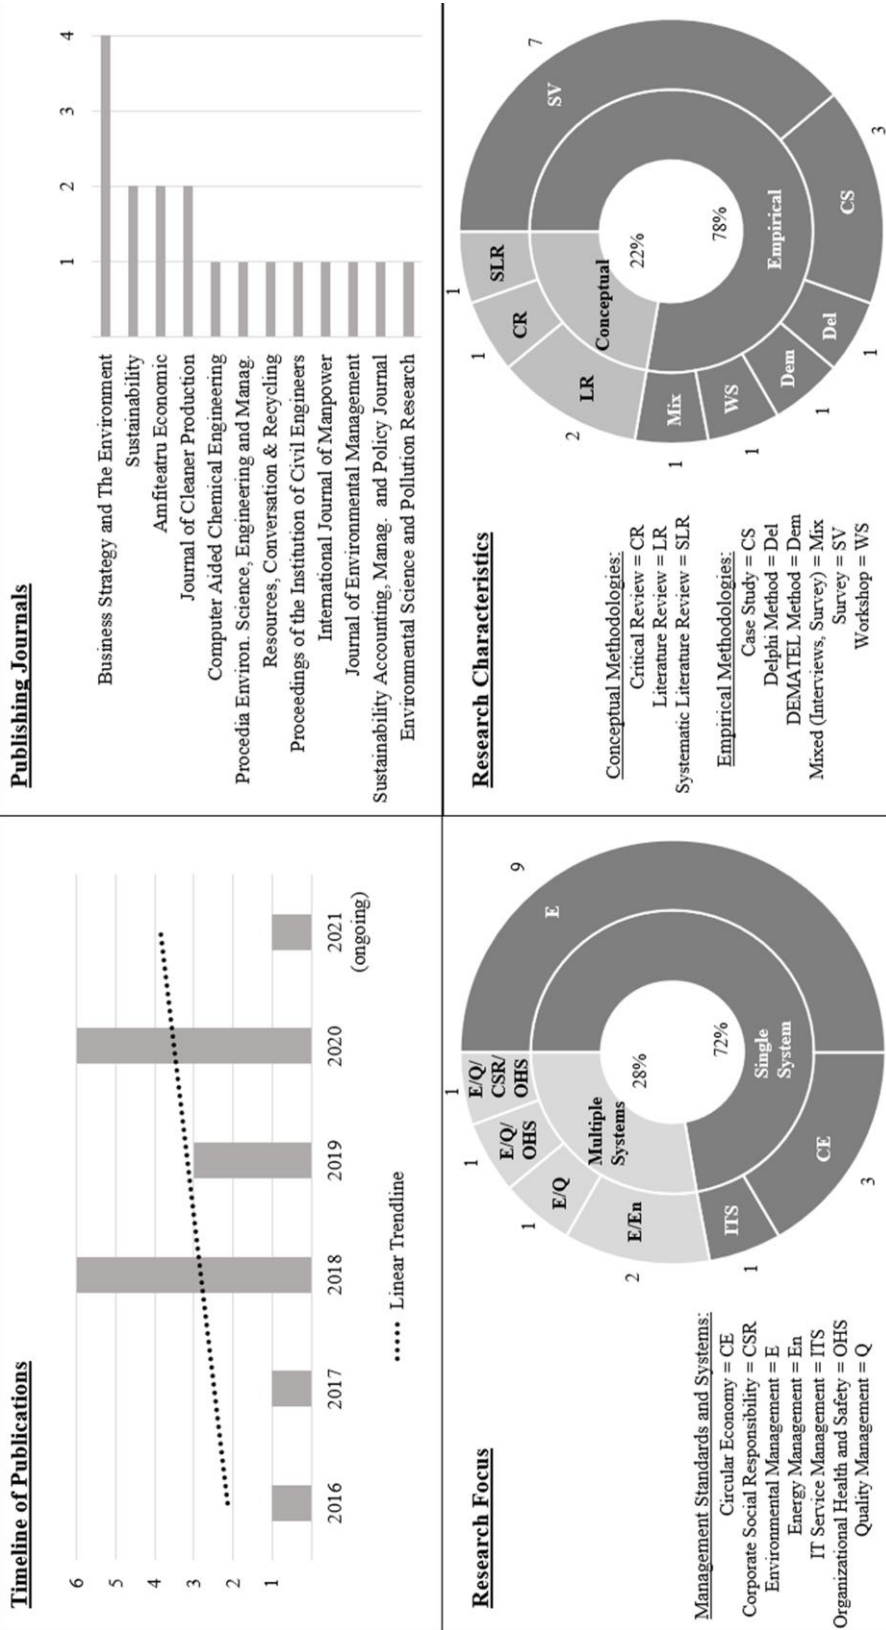 Timeline of Publications
6
5
4
3
2
1
2016
2017
2018
2019
2020
2021
(ongoing)
Linear Trendline
Publishing Journals
1
2
3
4
Business Strategy and The Environment
Sustainability
Amfiteatru Economic
Journal of Cleaner Production
Computer Aided Chemical Engineering
Procedia Environ. Science, Engineering and Manag.
Resources, Conversation & Recycling
Proceedings of the Institution of Civil Engineers
International Journal of Manpower
Journal of Environmental Management
Sustainability Accounting, Manag. and Policy Journal
Environmental Science and Pollution Research
Research Focus
Management Standards and Systems:
Circular Economy = CE
Corporate Social Responsibility = CSR
Environmental Management = E
Energy Management = En
IT Service Management = ITS
Organizational Health and Safety = OHS
Quality Management = Q
1
E/Q/
CSR/
OHS
1
E/Q/
OHS
1
E/Q
2
E/En
Multiple
Systems
28%
72%
Single
System
E
9
CE
3
ITS
1
Research Characteristics
Conceptual Methodologies:
Critical Review = CR
Literature Review = LR
Systematic Literature Review = SLR
Empirical Methodologies:
Case Study = CS
Delphi Method = Del
DEMATEL Method = Dem
Mixed (Interviews, Survey) = Mix
Survey = SV
Workshop = WS
1
SLR
1
CR
2
LR
Conceptual
22%
78%
Empirical
SV
7
CS
3
Del
1
Dem
1
WS
1
Mix
1